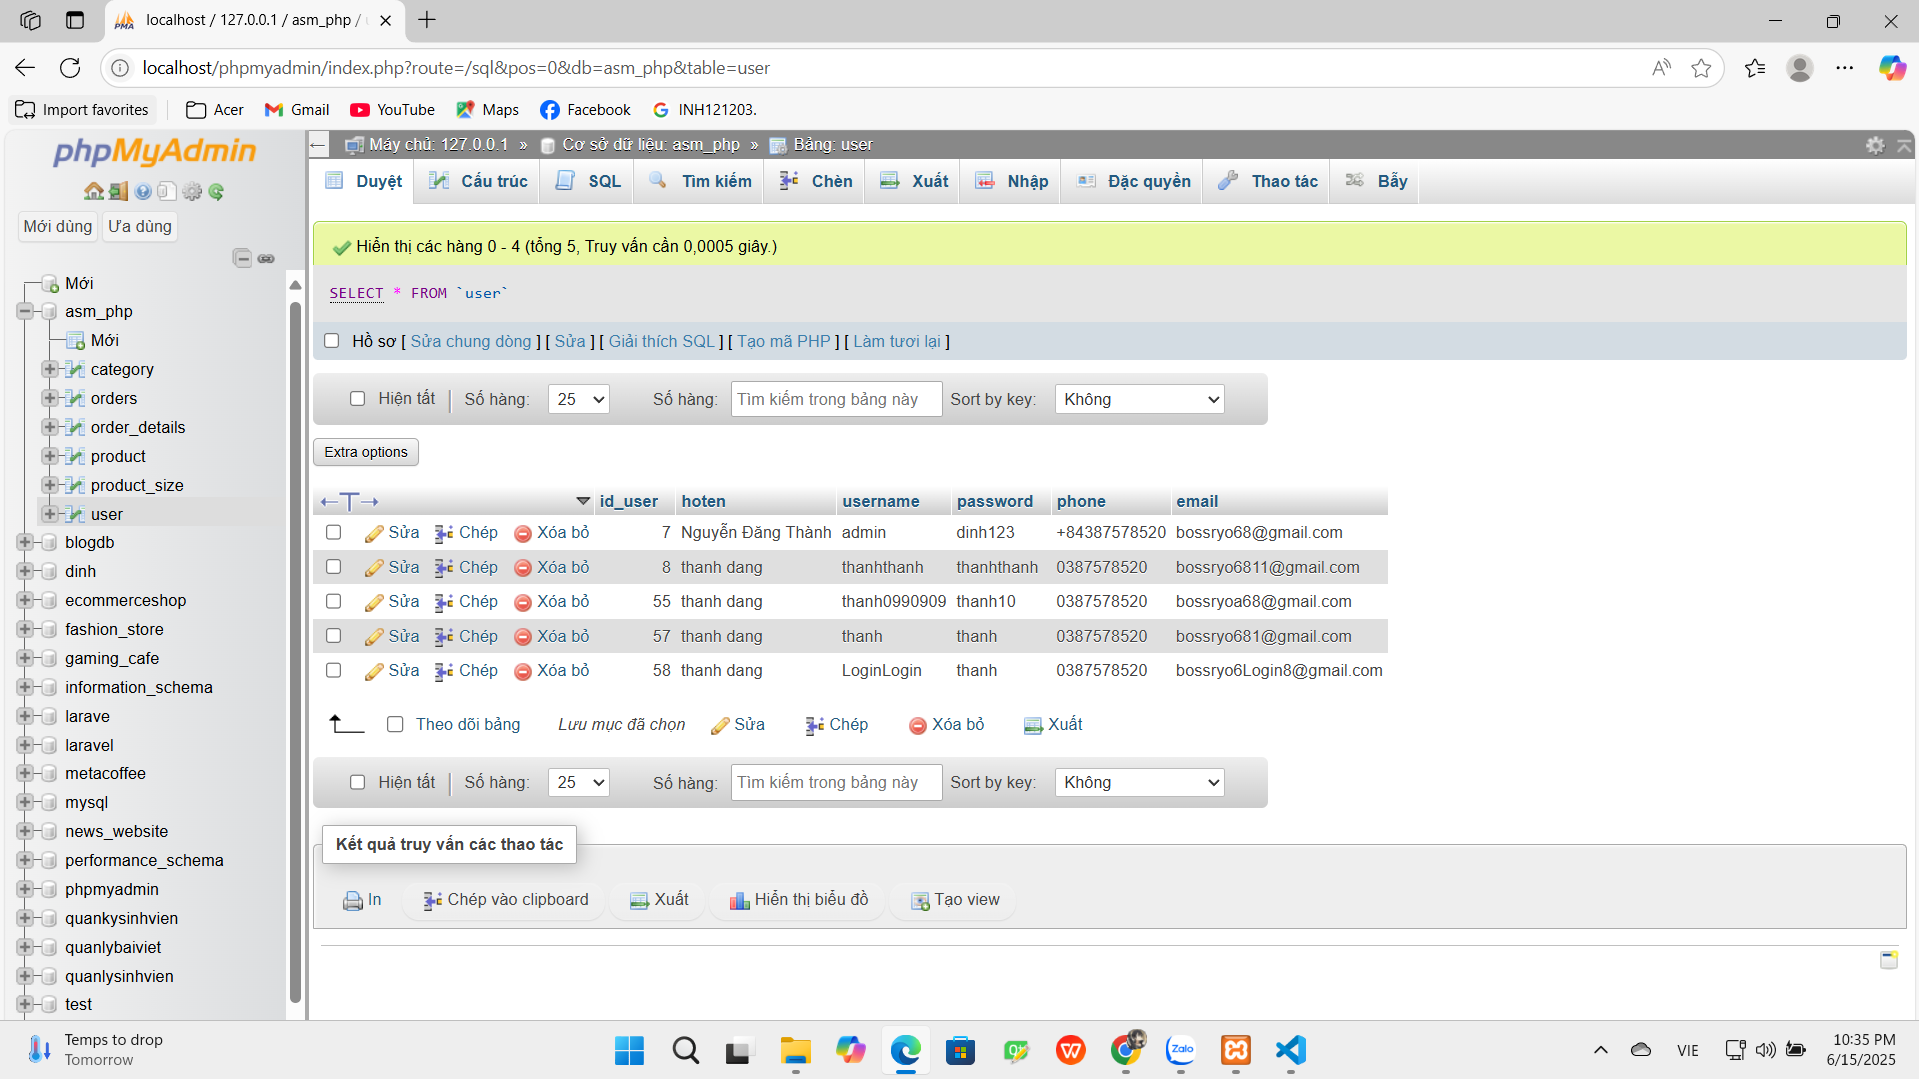 localhost / 127.0.0.1 / asm_php /
localhost/phpmyadmin/index.php?route=/sql&pos=0&db=asm_php&table=user
Import favorites
Acer
Gmail
YouTube
Maps
Facebook
INH121203.
phpMyAdmin
Mới dùng
Ưa dùng
Mới
asm_php
Mới
category
orders
order_details
product
product_size
user
blogdb
dinh
ecommerceshop
fashion_store
gaming_cafe
information_schema
larave
laravel
metacoffee
mysql
news_website
performance_schema
phpmyadmin
quankysinhvien
quanlybaiviet
quanlysinhvien
test
Máy chủ: 127.0.0.1 » Cơ sở dữ liệu: asm_php » Bảng: user
Duyệt Cấu trúc SQL Tìm kiếm Chèn Xuất Nhập Đặc quyền Thao tác Bẫy
Hiển thị các hàng 0 - 4 (tổng 5, Truy vấn cần 0,0005 giây.)
SELECT * FROM `user`
Hồ sơ [ Sửa chung dòng ] [ Sửa ] [ Giải thích SQL ] [ Tạo mã PHP ] [ Làm tươi lại ]
Hiện tất | Số hàng: 25 Số hàng: Tìm kiếm trong bảng này Sort by key: Không
Extra options
←T→ id_user hoten username password phone email
Sửa Chép Xóa bỏ 7 Nguyễn Đăng Thành admin dinh123 +84387578520 bossryo68@gmail.com
Sửa Chép Xóa bỏ 8 thanh dang thanhthanh thanhthanh 0387578520 bossryo6811@gmail.com
Sửa Chép Xóa bỏ 55 thanh dang thanh0990909 thanh10 0387578520 bossryoa68@gmail.com
Sửa Chép Xóa bỏ 57 thanh dang thanh thanh 0387578520 bossryo681@gmail.com
Sửa Chép Xóa bỏ 58 thanh dang LoginLogin thanh 0387578520 bossryo6Login8@gmail.com
Theo dõi bảng Lưu mục đã chọn Sửa Chép Xóa bỏ Xuất
Hiện tất | Số hàng: 25 Số hàng: Tìm kiếm trong bảng này Sort by key: Không
Kết quả truy vấn các thao tác
In Chép vào clipboard Xuất Hiển thị biểu đồ Tạo view
Temps to drop
Tomorrow
Zalo
VIE
10:35 PM
6/15/2025